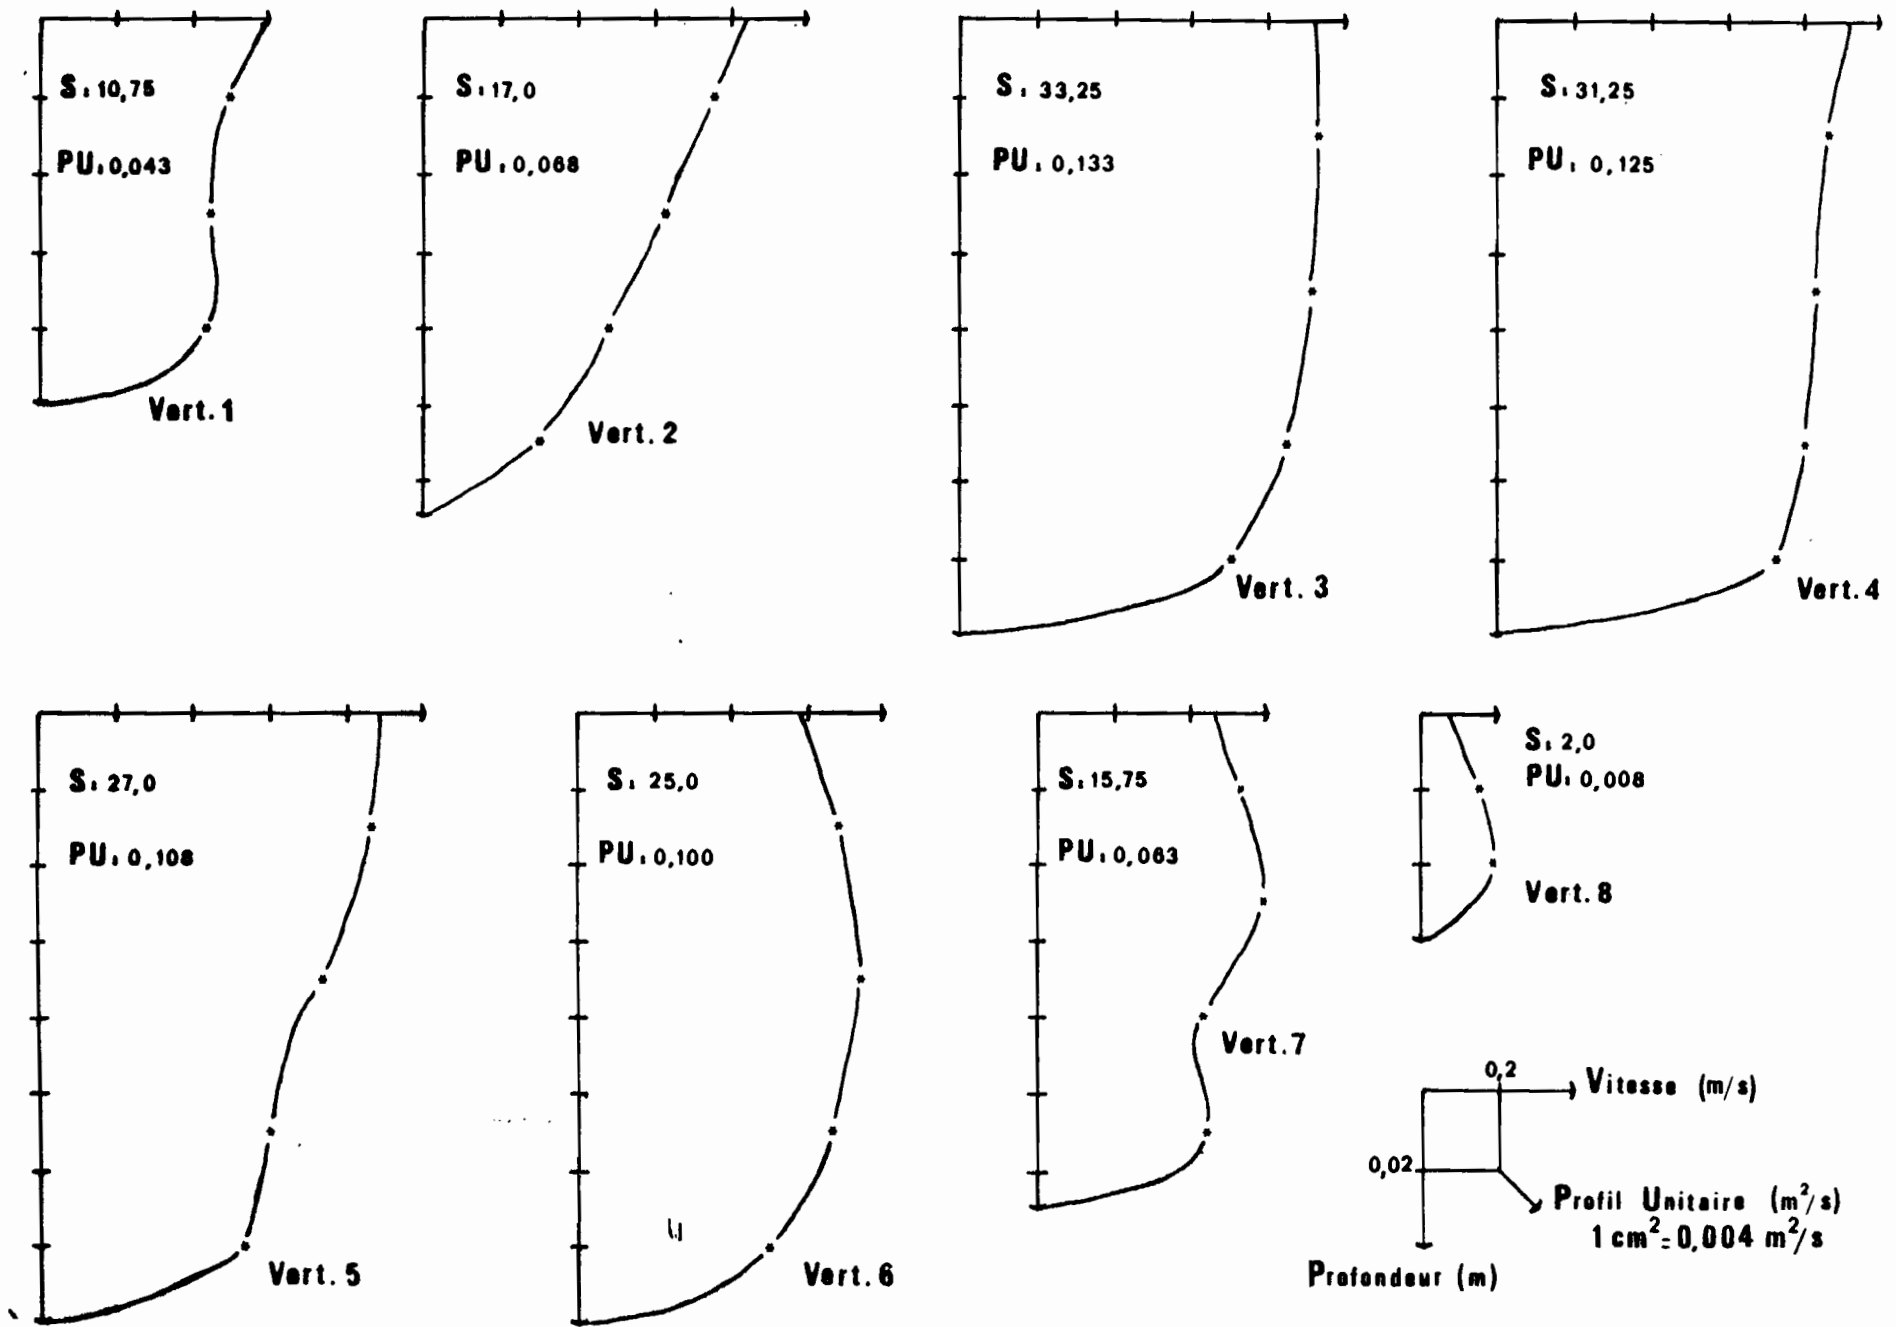 S: 10,75
PU: 0,043
Vert. 1
S: 17,0
PU: 0,068
Vert. 2
S: 33,25
PU: 0,133
Vert. 3
S: 31,25
PU: 0,125
Vert. 4
S: 27,0
PU: 0,108
Vert. 5
S: 25,0
PU: 0,100
Vert. 6
S: 15,75
PU: 0,063
Vert. 7
S: 2,0
PU: 0,008
Vert. 8
0,2
Vitesse (m/s)
0,02
Profil Unitaire (m²/s)
1 cm² = 0,004 m²/s
Profondeur (m)